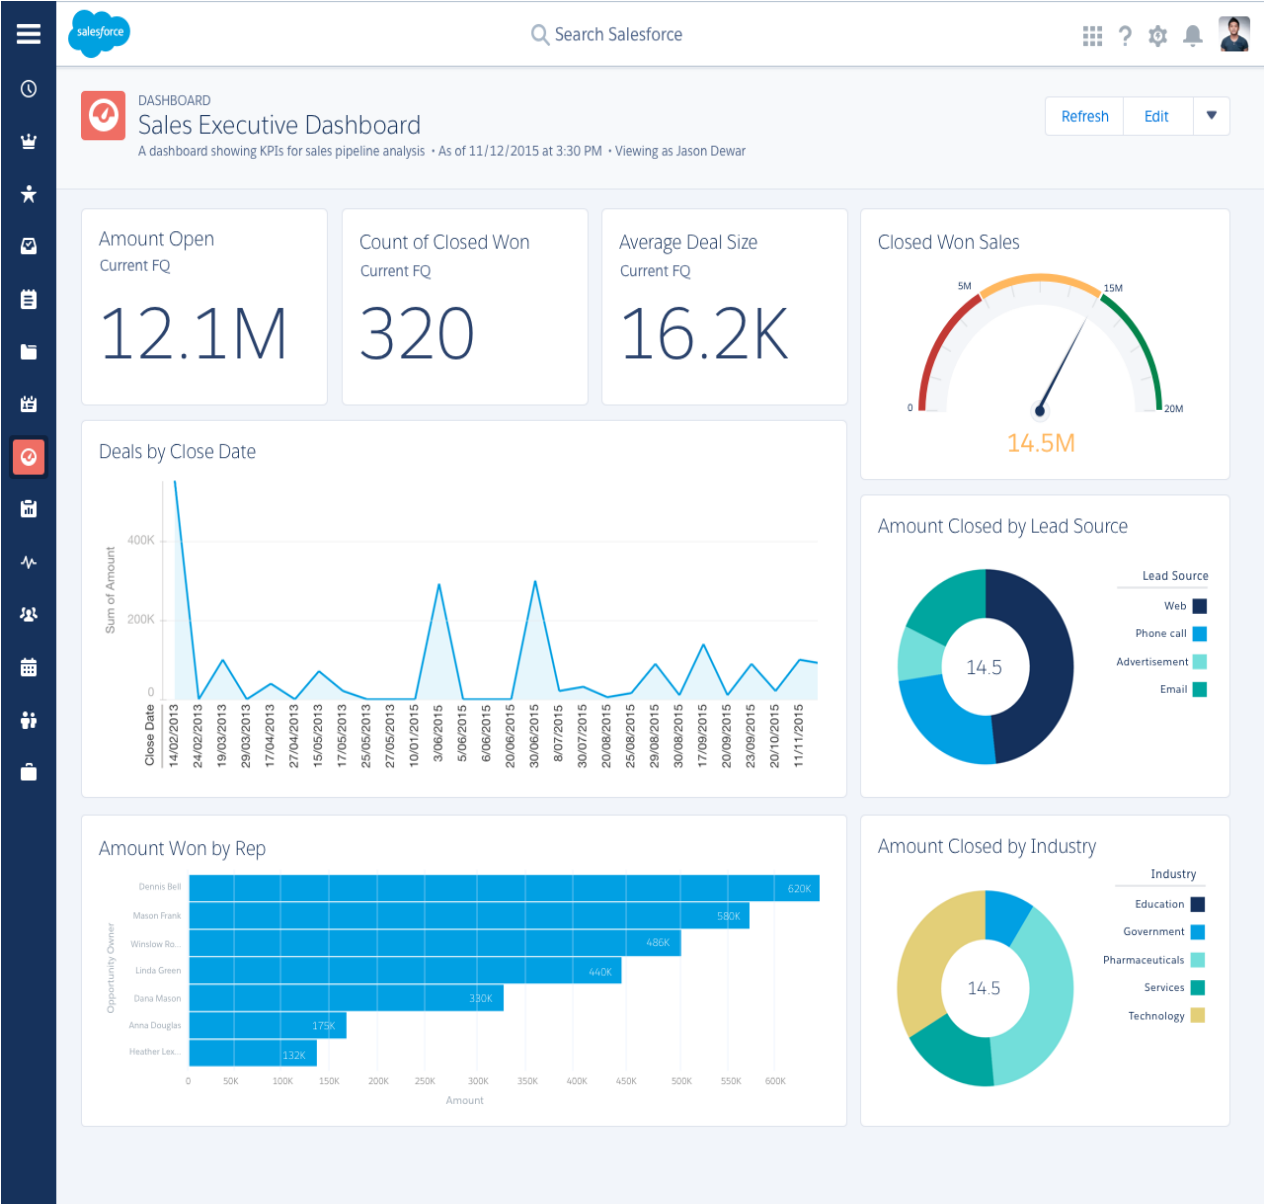 salesforce
Search Salesforce
DASHBOARD
Sales Executive Dashboard
A dashboard showing KPIs for sales pipeline analysis • As of 11/12/2015 at 3:30 PM • Viewing as Jason Dewar
Refresh
Edit
Amount Open
Current FQ
12.1M
Count of Closed Won
Current FQ
320
Average Deal Size
Current FQ
16.2K
Closed Won Sales
5M
15M
0
20M
14.5M
Deals by Close Date
Sum of Amount
400K
200K
0
Close Date
14/02/2013
24/02/2013
19/03/2013
29/03/2013
17/04/2013
27/04/2013
15/05/2013
17/05/2013
25/05/2013
27/05/2013
10/01/2015
3/06/2015
5/06/2015
6/06/2015
20/06/2015
30/06/2015
8/07/2015
30/07/2015
20/08/2015
25/08/2015
29/08/2015
30/08/2015
17/09/2015
20/09/2015
23/09/2015
20/10/2015
11/11/2015
Amount Closed by Lead Source
Lead Source
Web
Phone call
Advertisement
Email
14.5
Amount Won by Rep
Opportunity Owner
Dennis Bell
620K
Mason Frank
580K
Winslow Ro...
486K
Linda Green
440K
Dana Mason
330K
Anna Douglas
175K
Heather Lex...
132K
0 50K 100K 150K 200K 250K 300K 350K 400K 450K 500K 550K 600K
Amount
Amount Closed by Industry
Industry
Education
Government
Pharmaceuticals
Services
Technology
14.5